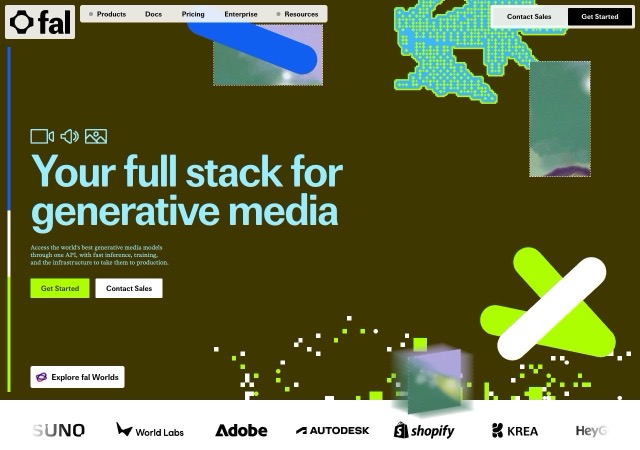 fal
Products Docs Pricing Enterprise Resources
Contact Sales Get Started
Your full stack for
generative media
Access the world's best generative media models
through one API, with fast inference, training,
and the infrastructure to take them to production.
Get Started Contact Sales
Explore fal Worlds
SUNO World Labs Adobe AUTODESK shopify KREA HeyG